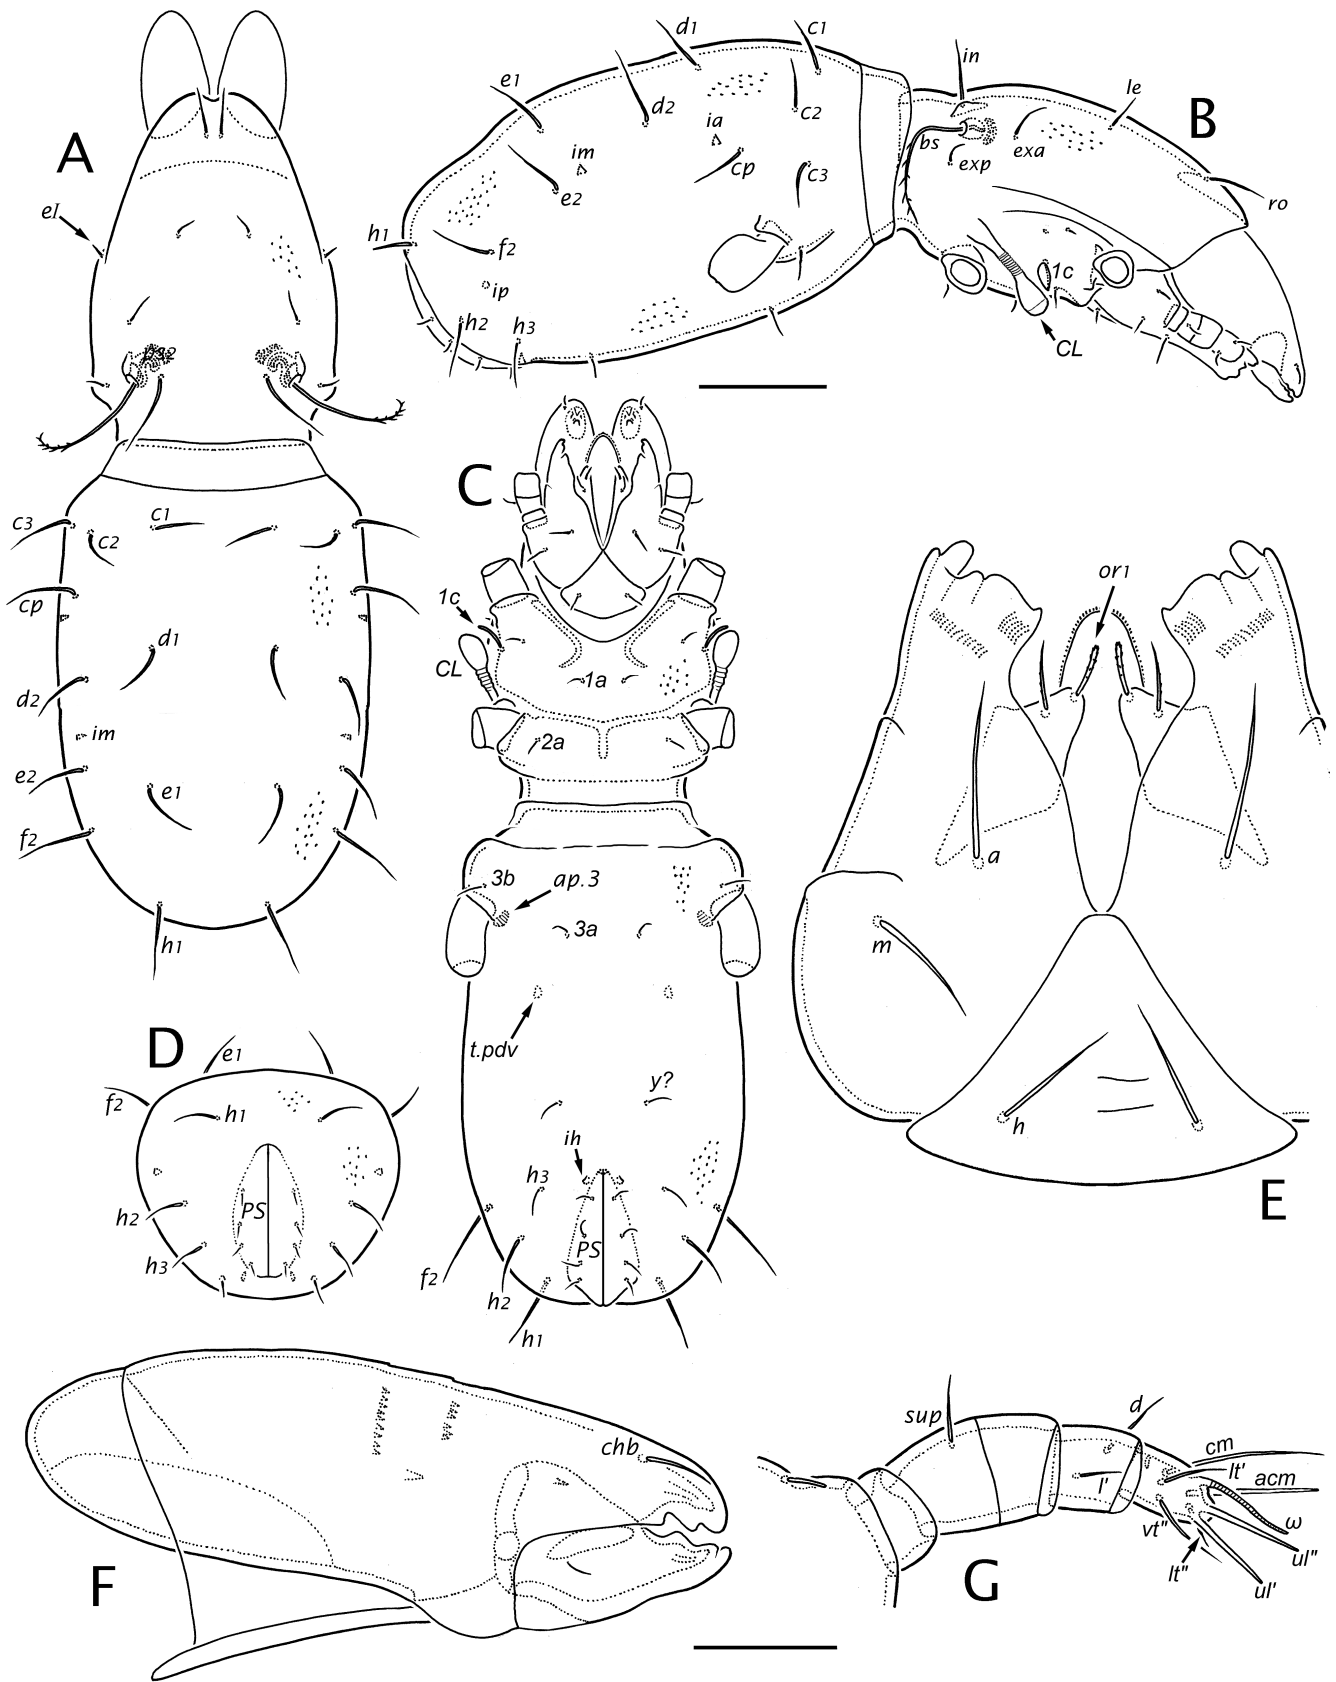 A
el
c3
c2
c1
cp
d1
d2
im
e2
e1
f2
h1
B
d1
c1
e1
d2
c2
ia
im
cp
c3
e2
h1
f2
ip
h2
h3
in
le
bs
exp
exa
ro
1c
CL
C
1c
CL
1a
2a
3b
ap.3
3a
t.pdv
y?
ih
h3
PS
f2
h2
h1
D
e1
f2
h1
h2
PS
h3
E
or1
a
m
h
F
chb
G
sup
d
cm
lt'
l'
acm
ω
vt"
lt"
ul"
ul'